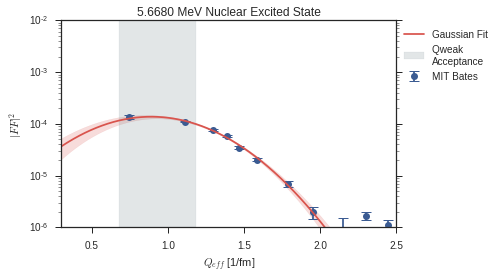 5.6680 MeV Nuclear Excited State
10⁻²
10⁻³
10⁻⁴
10⁻⁵
10⁻⁶
|FF|²
0.5 1.0 1.5 2.0 2.5
Q_eff [1/fm]
Gaussian Fit
Qweak
Acceptance
MIT Bates